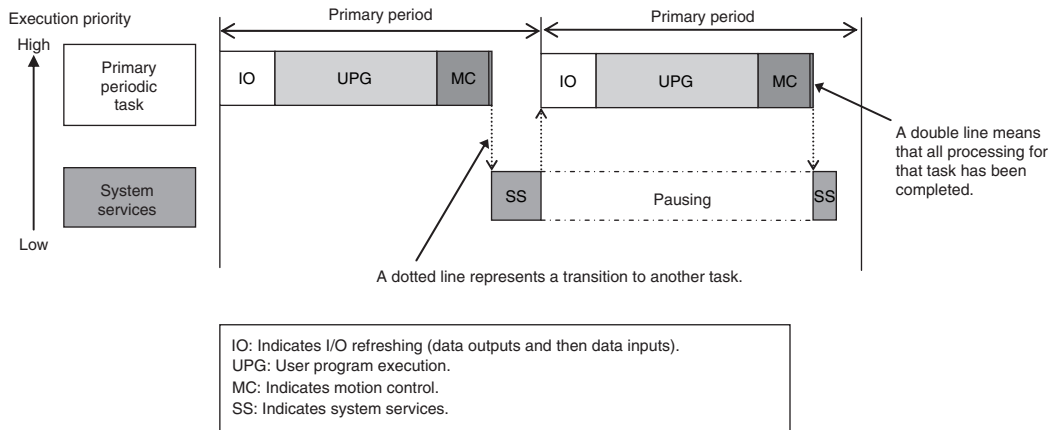 Execution priority
High
Low
Primary
periodic
task
System
services
Primary period
Primary period
IO
UPG
MC
IO
UPG
MC
SS
Pausing
SS
A double line means
that all processing for
that task has been
completed.
A dotted line represents a transition to another task.
IO: Indicates I/O refreshing (data outputs and then data inputs).
UPG: User program execution.
MC: Indicates motion control.
SS: Indicates system services.